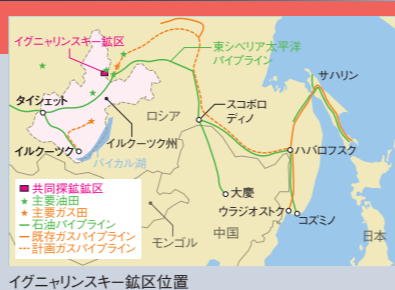 イグニャリンスキー鉱区
東シベリア太平洋
パイプライン
サハリン
タイシェット
ロシア
スコボロ
ディノ
イルクーツク州
イルクーツク
バイカル湖
ハバロフスク
共同探鉱鉱区
主要油田
主要ガス田
石油パイプライン
既存ガスパイプライン
計画ガスパイプライン
大慶
ウラジオストク
コズミノ
モンゴル
中国
日本
イグニャリンスキー鉱区位置